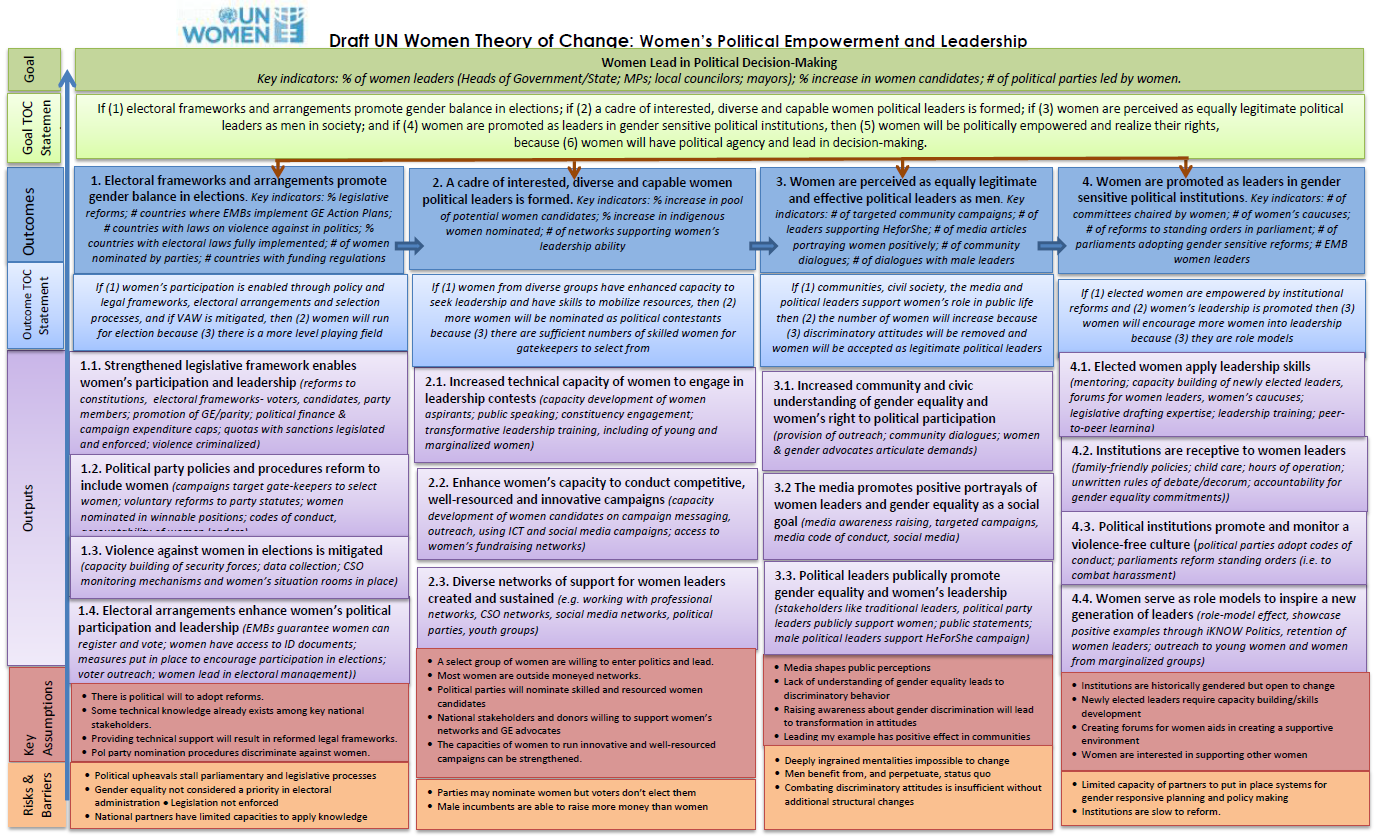 UN
WOMEN
Draft UN Women Theory of Change: Women's Political Empowerment and Leadership
Goal
Women Lead in Political Decision-Making
Key indicators: % of women leaders (Heads of Government/State; MPs; local councilors; mayors); % increase in women candidates; # of political parties led by women.
Goal TOC
Statemen
If (1) electoral frameworks and arrangements promote gender balance in elections; if (2) a cadre of interested, diverse and capable women political leaders is formed; if (3) women are perceived as equally legitimate political
leaders as men in society; and if (4) women are promoted as leaders in gender sensitive political institutions, then (5) women will be politically empowered and realize their rights,
because (6) women will have political agency and lead in decision-making.
Outcomes
1. Electoral frameworks and arrangements promote
gender balance in elections. Key indicators: % legislative
reforms; # countries where EMBs implement GE Action Plans;
# countries with laws on violence against in politics; %
countries with electoral laws fully implemented; # of women
nominated by parties; # countries with funding regulations
2. A cadre of interested, diverse and capable women
political leaders is formed. Key indicators: % increase in pool
of potential women candidates; % increase in indigenous
women nominated; # of networks supporting women's
leadership ability
3. Women are perceived as equally legitimate
and effective political leaders as men. Key
indicators: # of targeted community campaigns; # of
leaders supporting HeforShe; # of media articles
portraying women positively; # of community
dialogues; # of dialogues with male leaders
4. Women are promoted as leaders in gender
sensitive political institutions. Key indicators: # of
committees chaired by women; # of women's caucuses;
# of reforms to standing orders in parliament; # of
parliaments adopting gender sensitive reforms; # EMB
women leaders
Outcome TOC
Statement
If (1) women's participation is enabled through policy and
legal frameworks, electoral arrangements and selection
processes, and if VAW is mitigated, then (2) women will run
for election because (3) there is a more level playing field
If (1) women from diverse groups have enhanced capacity to
seek leadership and have skills to mobilize resources, then (2)
more women will be nominated as political contestants
because (3) there are sufficient numbers of skilled women for
gatekeepers to select from
If (1) communities, civil society, the media and
political leaders support women's role in public life
then (2) the number of women will increase because
(3) discriminatory attitudes will be removed and
women will be accepted as legitimate political leaders
If (1) elected women are empowered by institutional
reforms and (2) women's leadership is promoted then (3)
women will encourage more women into leadership
because (3) they are role models
Outputs
1.1. Strengthened legislative framework enables
women's participation and leadership (reforms to
constitutions, electoral frameworks- voters, candidates, party
members; promotion of GE/parity; political finance &
campaign expenditure caps; quotas with sanctions legislated
and enforced; violence criminalized)
1.2. Political party policies and procedures reform to
include women (campaigns target gate-keepers to select
women; voluntary reforms to party statutes; women
nominated in winnable positions; codes of conduct,
accountability of women leaders)
1.3. Violence against women in elections is mitigated
(capacity building of security forces; data collection; CSO
monitoring mechanisms and women's situation rooms in place)
1.4. Electoral arrangements enhance women's political
participation and leadership (EMBs guarantee women can
register and vote; women have access to ID documents;
measures put in place to encourage participation in elections;
voter outreach; women lead in electoral management))
2.1. Increased technical capacity of women to engage in
leadership contests (capacity development of women
aspirants; public speaking; constituency engagement;
transformative leadership training, including of young and
marginalized women)
2.2. Enhance women's capacity to conduct competitive,
well-resourced and innovative campaigns (capacity
development of women candidates on campaign messaging,
outreach, using ICT and social media campaigns; access to
women's fundraising networks)
2.3. Diverse networks of support for women leaders
created and sustained (e.g. working with professional
networks, CSO networks, social media networks, political
parties, youth groups)
3.1. Increased community and civic
understanding of gender equality and
women's right to political participation
(provision of outreach; community dialogues; women
& gender advocates articulate demands)
3.2 The media promotes positive portrayals of
women leaders and gender equality as a social
goal (media awareness raising, targeted campaigns,
media code of conduct, social media)
3.3. Political leaders publically promote
gender equality and women's leadership
(stakeholders like traditional leaders, political party
leaders publicly support women; public statements;
male political leaders support HeForShe campaign)
4.1. Elected women apply leadership skills
(mentoring; capacity building of newly elected leaders,
forums for women leaders, women's caucuses;
legislative drafting expertise; leadership training; peer-
to-peer learning)
4.2. Institutions are receptive to women leaders
(family-friendly policies; child care; hours of operation;
unwritten rules of debate/decorum; accountability for
gender equality commitments))
4.3. Political institutions promote and monitor a
violence-free culture (political parties adopt codes of
conduct; parliaments reform standing orders (i.e. to
combat harassment)
4.4. Women serve as role models to inspire a new
generation of leaders (role-model effect, showcase
positive examples through iKNOW Politics, retention of
women leaders; outreach to young women and women
from marginalized groups)
Key
Assumptions
• There is political will to adopt reforms.
• Some technical knowledge already exists among key national
stakeholders.
• Providing technical support will result in reformed legal frameworks.
• Pol party nomination procedures discriminate against women.
• A select group of women are willing to enter politics and lead.
• Most women are outside moneyed networks.
• Political parties will nominate skilled and resourced women
candidates
• National stakeholders and donors willing to support women's
networks and GE advocates
• The capacities of women to run innovative and well-resourced
campaigns can be strengthened.
• Media shapes public perceptions
• Lack of understanding of gender equality leads to
discriminatory behavior
• Raising awareness about gender discrimination will lead
to transformation in attitudes
• Leading my example has positive effect in communities
• Institutions are historically gendered but open to change
• Newly elected leaders require capacity building/skills
development
• Creating forums for women aids in creating a supportive
environment
• Women are interested in supporting other women
Risks &
Barriers
• Political upheavals stall parliamentary and legislative processes
• Gender equality not considered a priority in electoral
administration • Legislation not enforced
• National partners have limited capacities to apply knowledge
• Parties may nominate women but voters don't elect them
• Male incumbents are able to raise more money than women
• Deeply ingrained mentalities impossible to change
• Men benefit from, and perpetuate, status quo
• Combating discriminatory attitudes is insufficient without
additional structural changes
• Limited capacity of partners to put in place systems for
gender responsive planning and policy making
• Institutions are slow to reform.